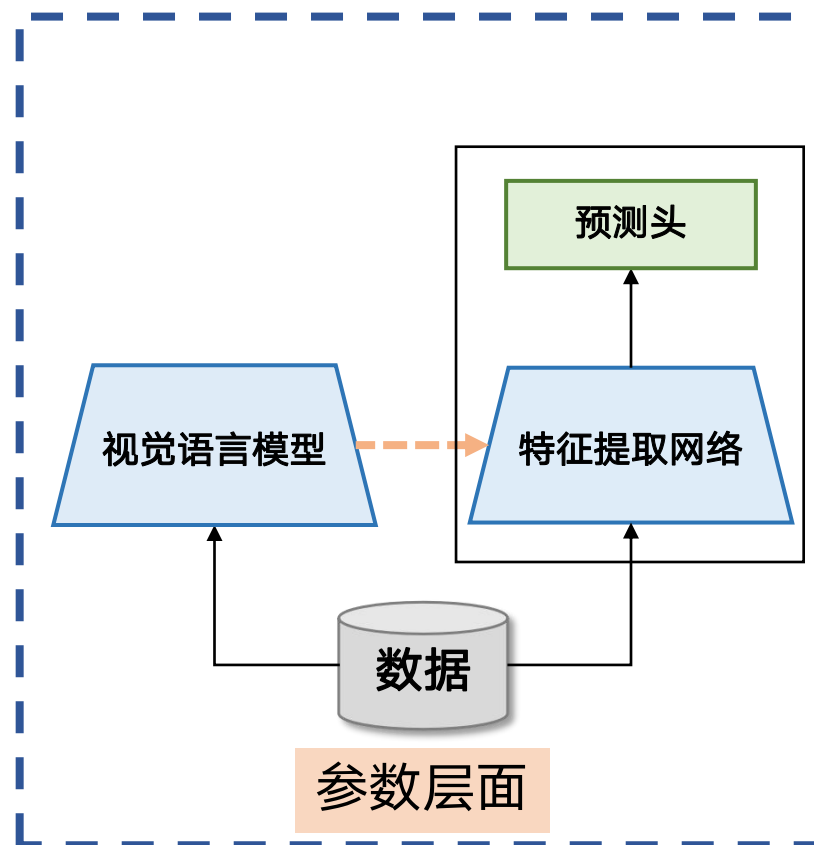 预测头
视觉语言模型
特征提取网络
数据
参数层面